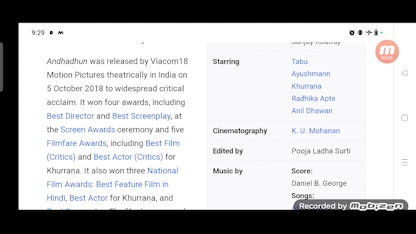 9:29
Andhadhun was released by Viacom18
Motion Pictures theatrically in India on
5 October 2018 to widespread critical
acclaim. It won four awards, including
Best Director and Best Screenplay, at
the Screen Awards ceremony and five
Filmfare Awards, including Best Film
(Critics) and Best Actor (Critics) for
Khurrana. It also won three National
Film Awards: Best Feature Film in
Hindi, Best Actor for Khurrana, and
Starring
Tabu
Ayushmann
Khurrana
Radhika Apte
Anil Dhawan
Cinematography
K. U. Mohanan
Edited by
Pooja Ladha Surti
Music by
Score:
Daniel B. George
Songs:
Recorded by Mobizen